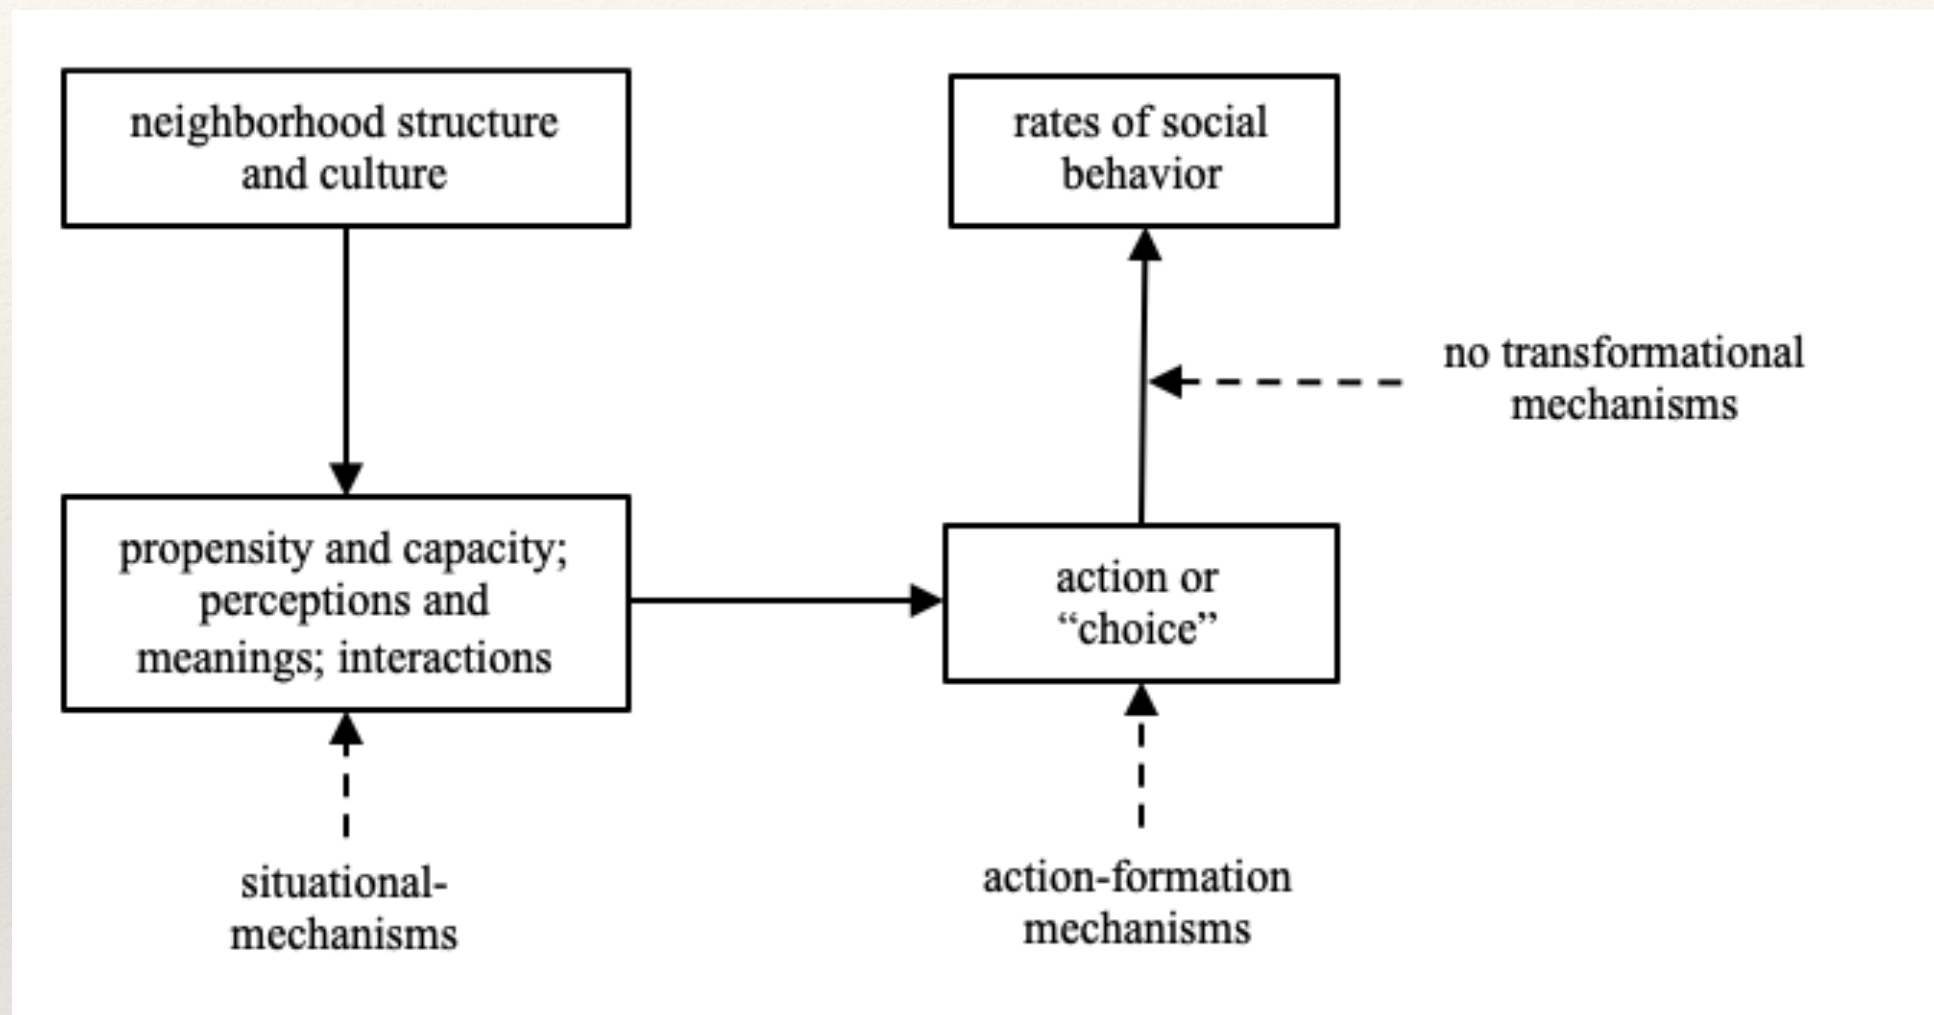 neighborhood structure
and culture
rates of social
behavior
no transformational
mechanisms
propensity and capacity;
perceptions and
meanings; interactions
action or
“choice”
situational-
mechanisms
action-formation
mechanisms